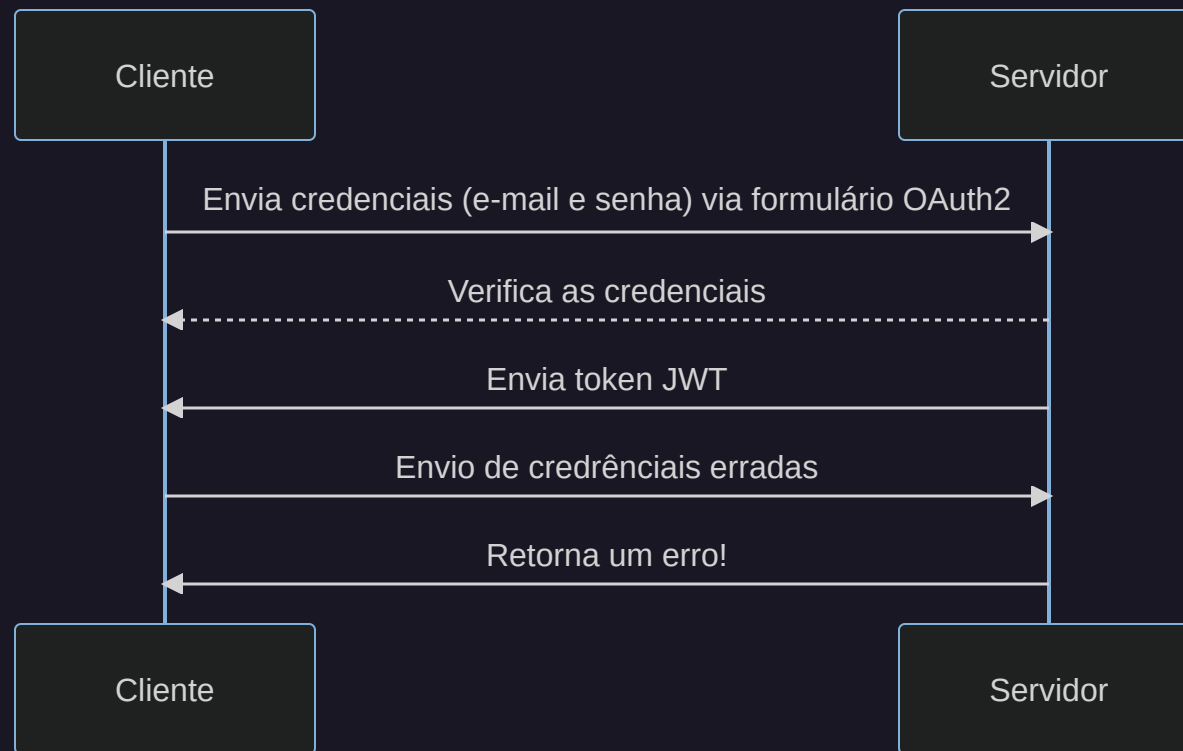 Cliente
Servidor
Envia credenciais (e-mail e senha) via formulário OAuth2
Verifica as credenciais
Envia token JWT
Envio de credrênciais erradas
Retorna um erro!
Cliente
Servidor